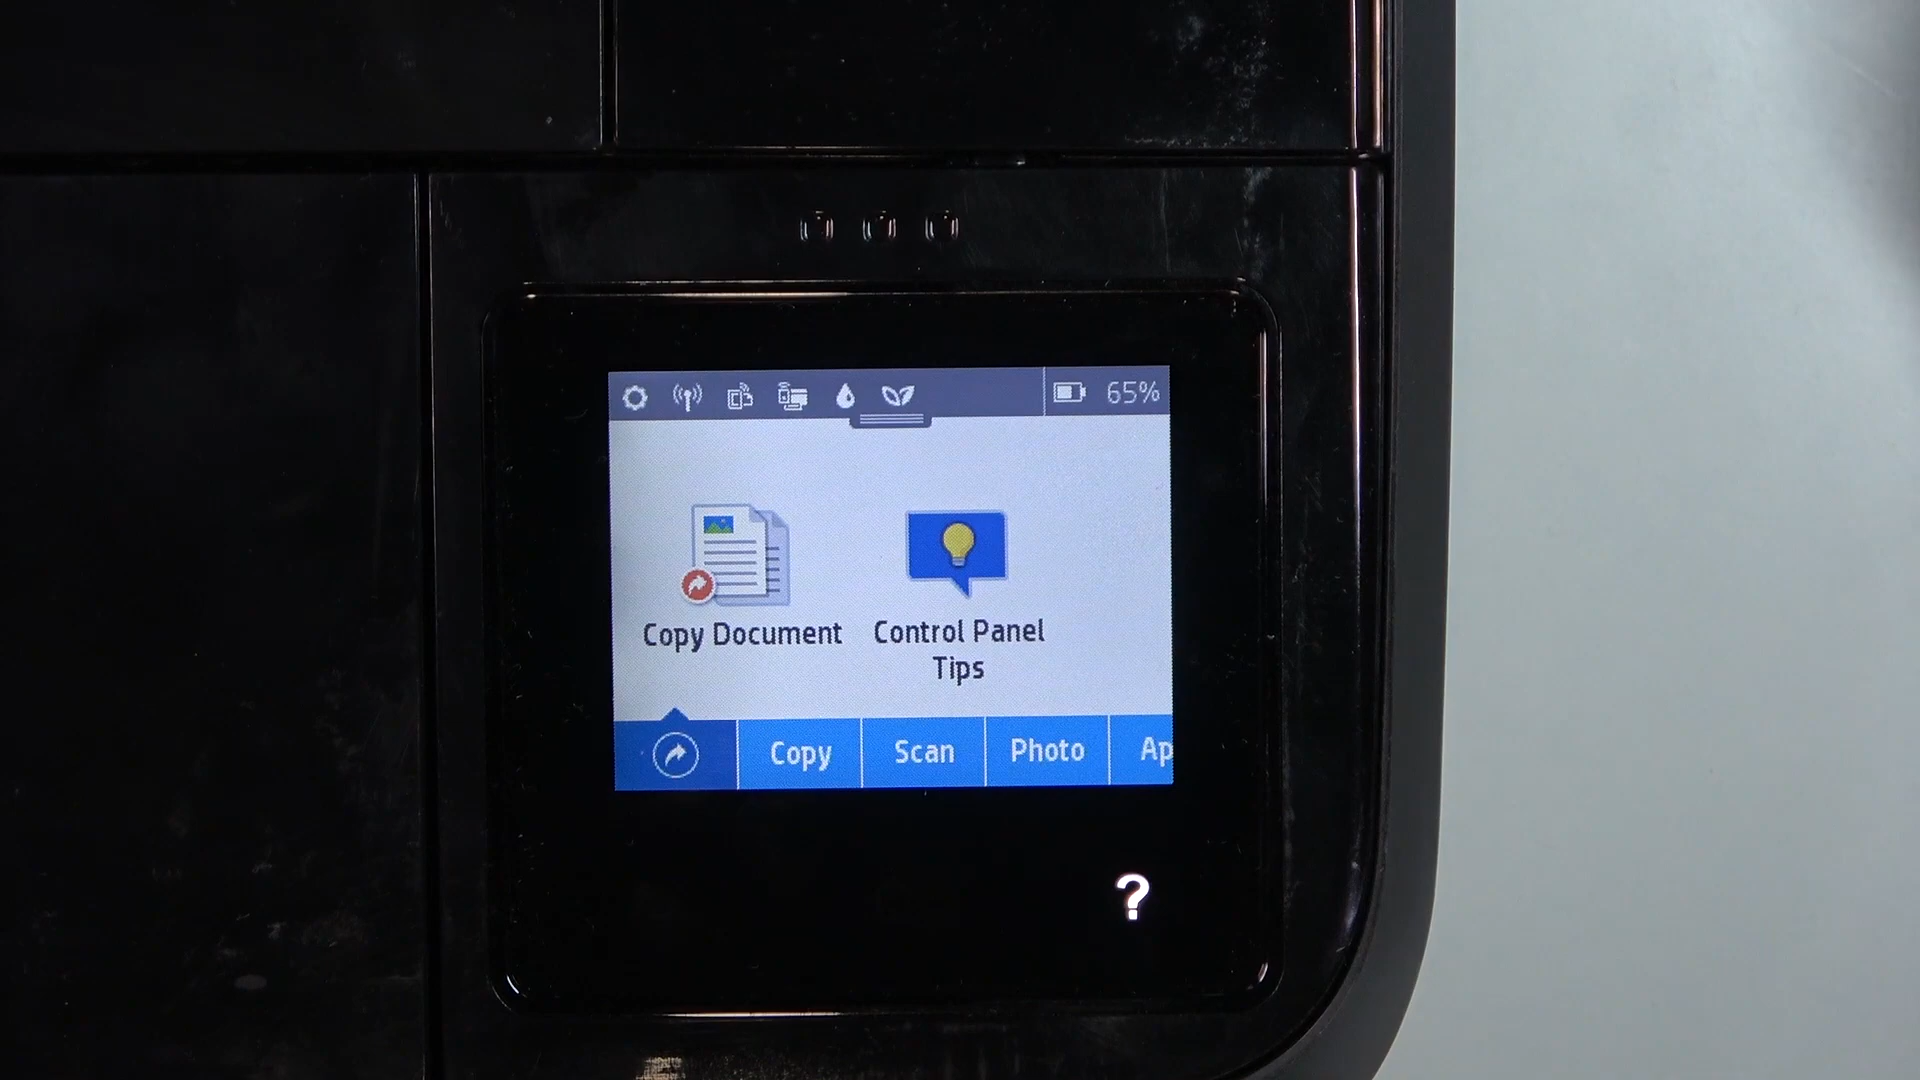 65%
Copy Document
Control Panel
Tips
Copy
Scan
Photo
Ap
?